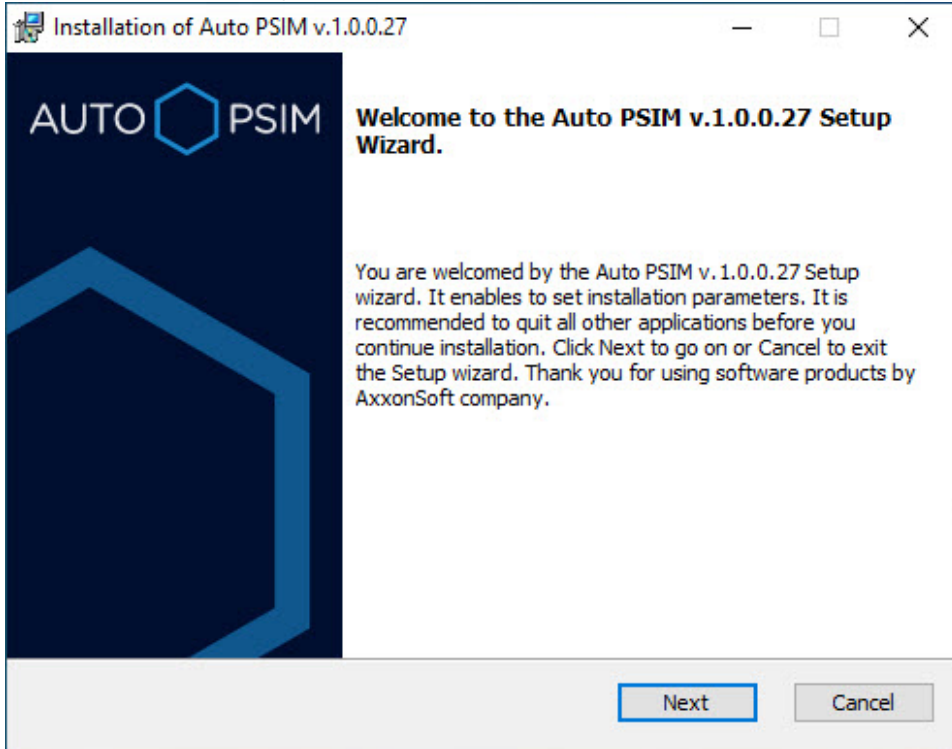 Installation of Auto PSIM v.1.0.0.27
AUTO PSIM
Welcome to the Auto PSIM v.1.0.0.27 Setup
Wizard.
You are welcomed by the Auto PSIM v.1.0.0.27 Setup
wizard. It enables to set installation parameters. It is
recommended to quit all other applications before you
continue installation. Click Next to go on or Cancel to exit
the Setup wizard. Thank you for using software products by
AxxonSoft company.
Next
Cancel